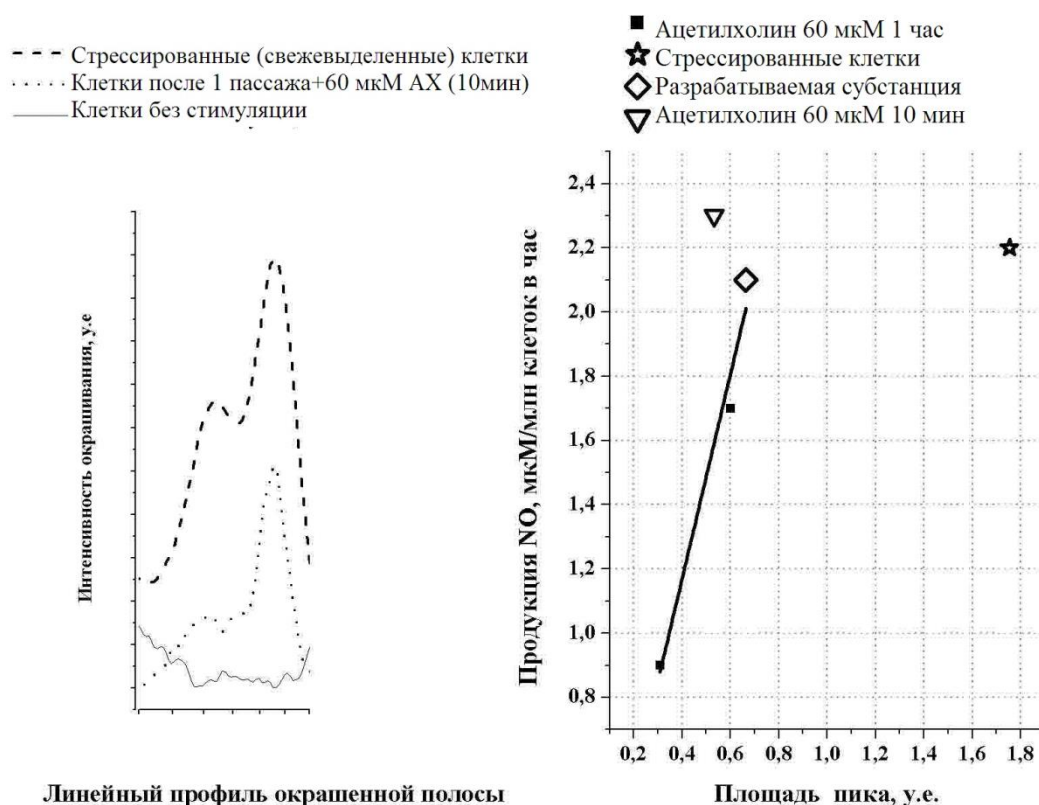 Стрессированные (свежевыделенные) клетки
Клетки после 1 пассажа+60 мкМ АХ (10мин)
Клетки без стимуляции
Интенсивность окрашивания, у.е
Линейный профиль окрашенной полосы
Ацетилхолин 60 мкМ 1 час
Стрессированные клетки
Разрабатываемая субстанция
Ацетилхолин 60 мкМ 10 мин
Продукция NO, мкМ/млн клеток в час
2,4
2,2
2,0
1,8
1,6
1,4
1,2
1,0
0,8
0,2 0,4 0,6 0,8 1,0 1,2 1,4 1,6 1,8
Площадь пика, у.е.